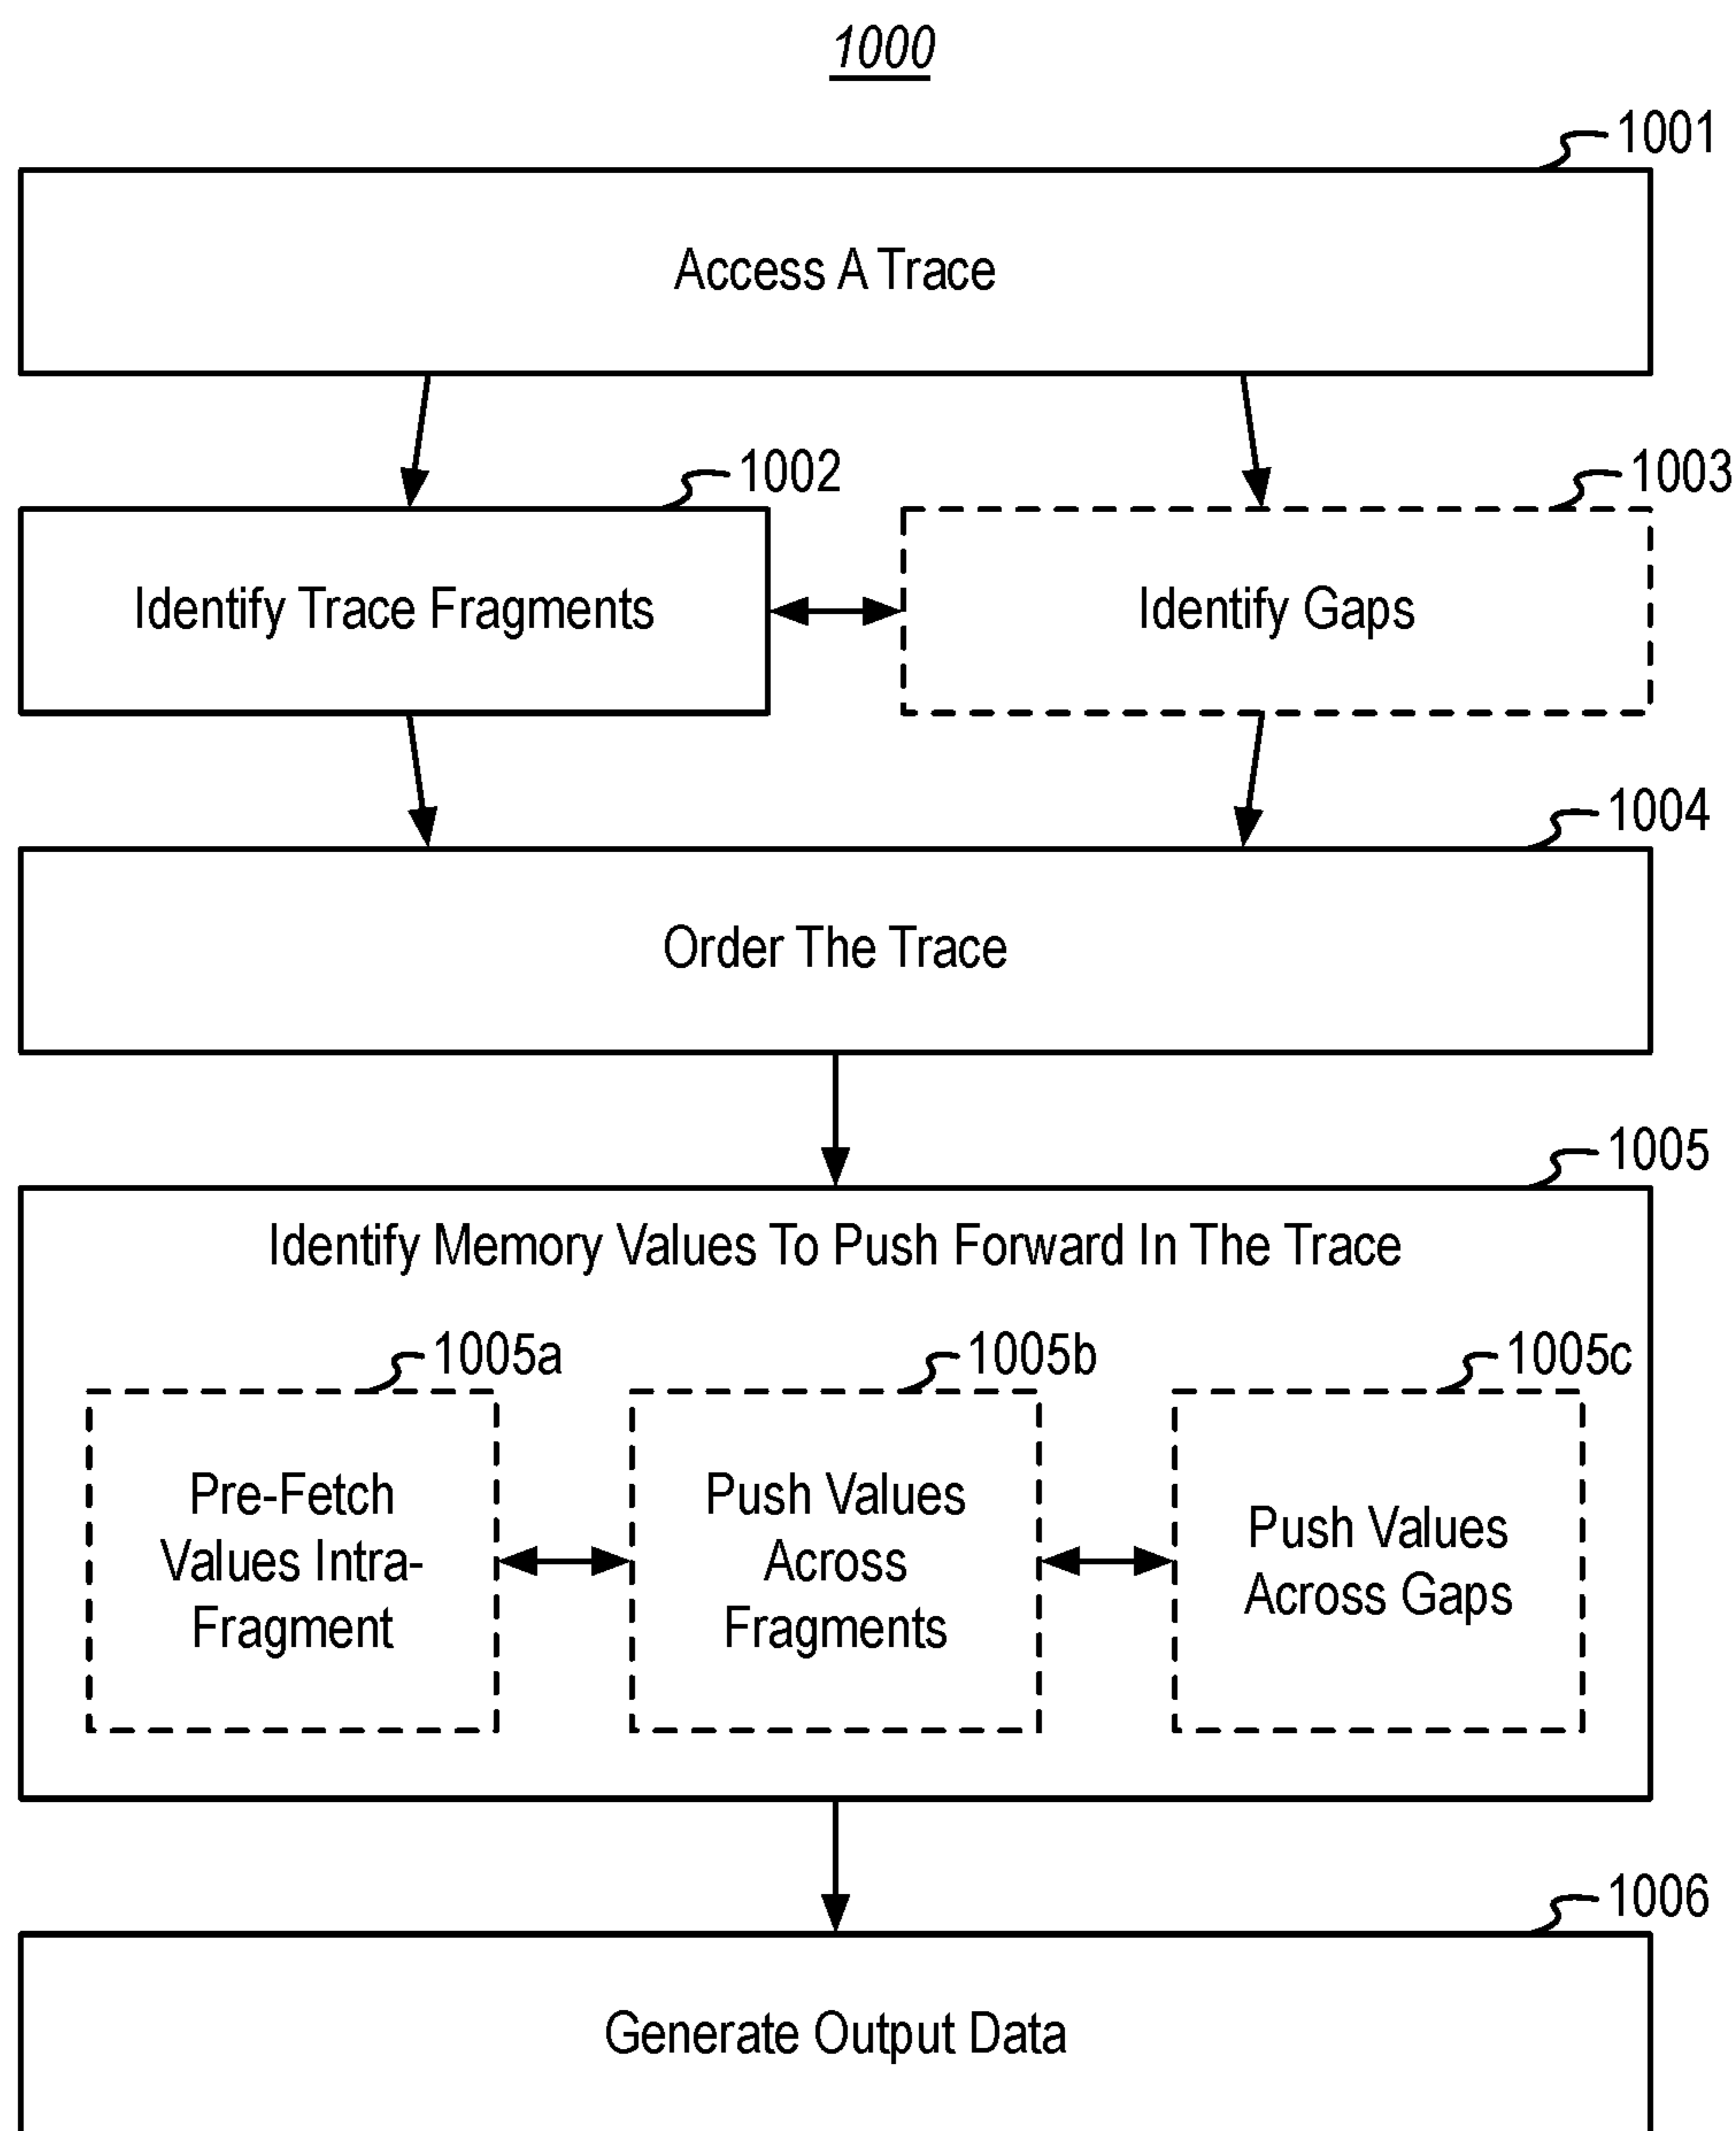 1000
1001
Access A Trace
1002
1003
Identify Trace Fragments
Identify Gaps
1004
Order The Trace
1005
Identify Memory Values To Push Forward In The Trace
1005a
1005b
1005c
Pre-Fetch
Values Intra-
Fragment
Push Values
Across
Fragments
Push Values
Across Gaps
1006
Generate Output Data